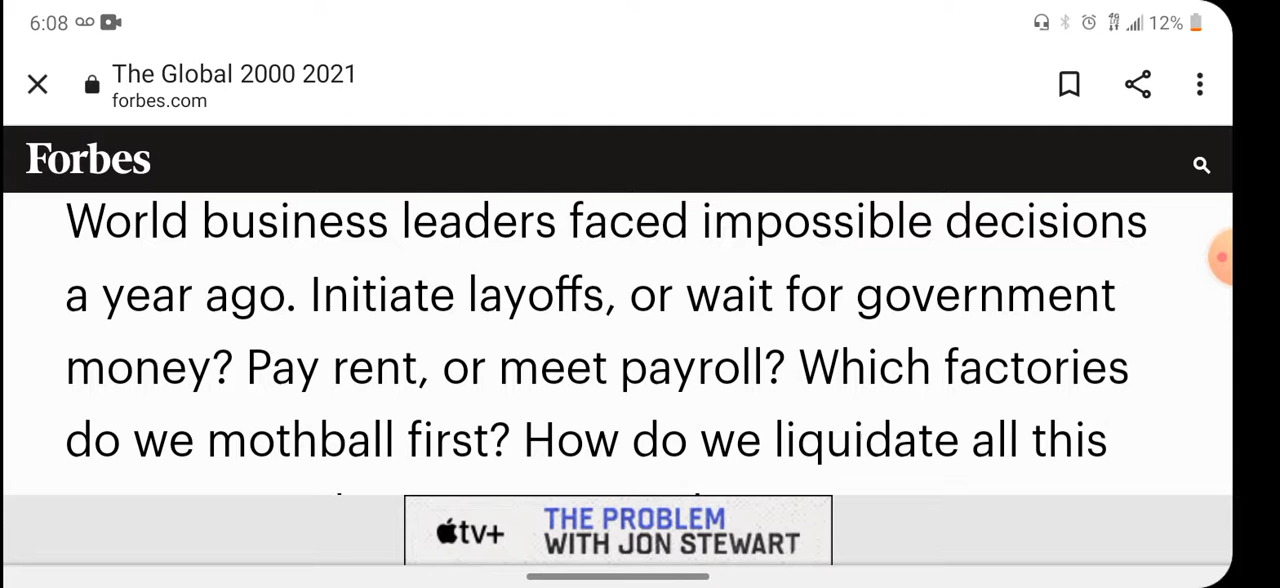 6:08
12%
The Global 2000 2021
forbes.com
Forbes
World business leaders faced impossible decisions
a year ago. Initiate layoffs, or wait for government
money? Pay rent, or meet payroll? Which factories
do we mothball first? How do we liquidate all this
tv+
THE PROBLEM
WITH JON STEWART